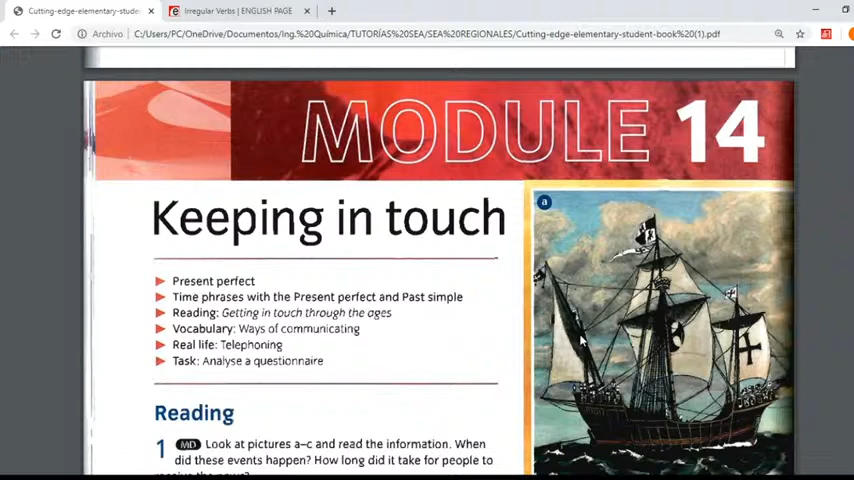 Cutting-edge-elementary-stude
Irregular Verbs | ENGLISH PAGE
Archivo
C:/Users/PC/OneDrive/Documentos/Ing.%20Química/TUTORÍAS%20SEA/SEA%20REGIONALES/Cutting-edge-elementary-student-book%20(1).pdf
MODULE 14
a
Keeping in touch
Present perfect
Time phrases with the Present perfect and Past simple
Reading: Getting in touch through the ages
Vocabulary: Ways of communicating
Real life: Telephoning
Task: Analyse a questionnaire
Reading
1 MD Look at pictures a–c and read the information. When
did these events happen? How long did it take for people to
receive the news?